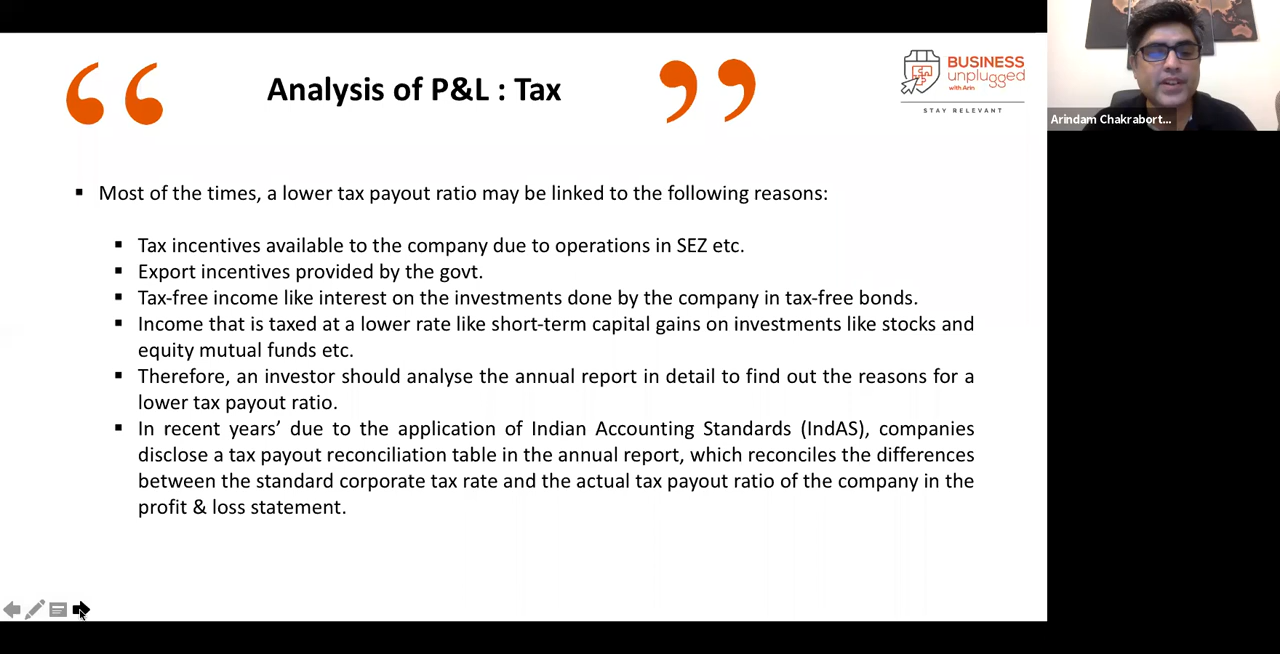 Analysis of P&L : Tax
BUSINESS
unplugged
with Arin
STAY RELEVANT
Arindam Chakrabort...
▪ Most of the times, a lower tax payout ratio may be linked to the following reasons:
▪ Tax incentives available to the company due to operations in SEZ etc.
▪ Export incentives provided by the govt.
▪ Tax-free income like interest on the investments done by the company in tax-free bonds.
▪ Income that is taxed at a lower rate like short-term capital gains on investments like stocks and
equity mutual funds etc.
▪ Therefore, an investor should analyse the annual report in detail to find out the reasons for a
lower tax payout ratio.
▪ In recent years’ due to the application of Indian Accounting Standards (IndAS), companies
disclose a tax payout reconciliation table in the annual report, which reconciles the differences
between the standard corporate tax rate and the actual tax payout ratio of the company in the
profit & loss statement.